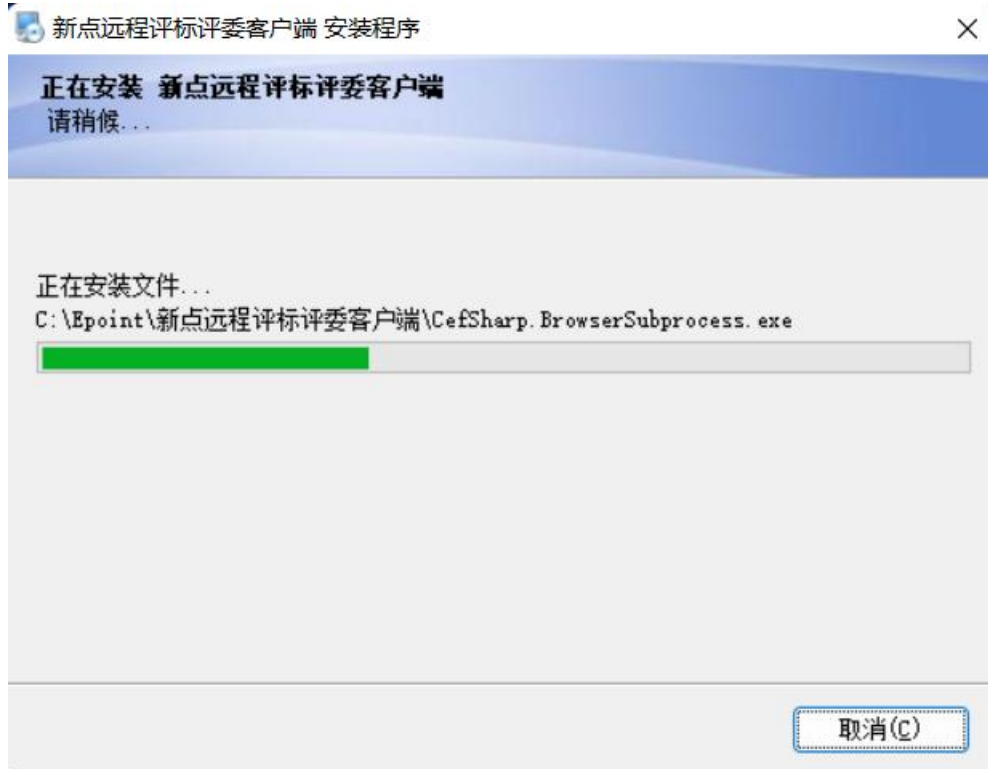 新点远程评标评委客户端 安装程序
正在安装 新点远程评标评委客户端
请稍候...
正在安装文件...
C:\Epoint\新点远程评标评委客户端\CefSharp.BrowserSubprocess.exe
取消(C)